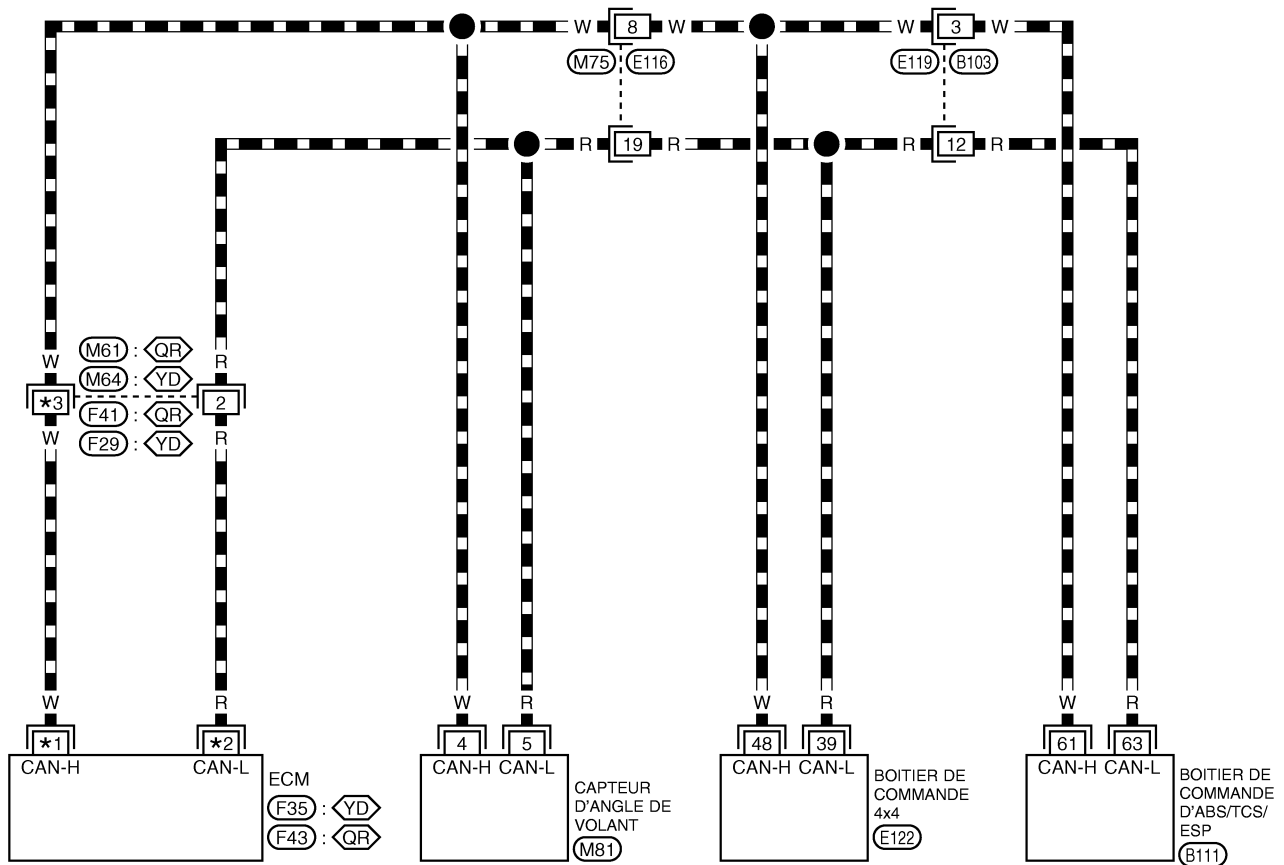 W 8 W W 3 W
M75 E116 E119 B103
R 19 R R 12 R
M61 : QR
W R
M64 : YD
*3 2
F41 : QR
W R
F29 : YD
W R W R W R W R
*1 *2 4 5 48 39 61 63
CAN-H CAN-L CAN-H CAN-L CAN-H CAN-L CAN-H CAN-L
ECM
F35 : YD
F43 : QR
CAPTEUR
D'ANGLE DE
VOLANT
M81
BOITIER DE
COMMANDE
4x4
E122
BOITIER DE
COMMANDE
D'ABS/TCS/
ESP
B111